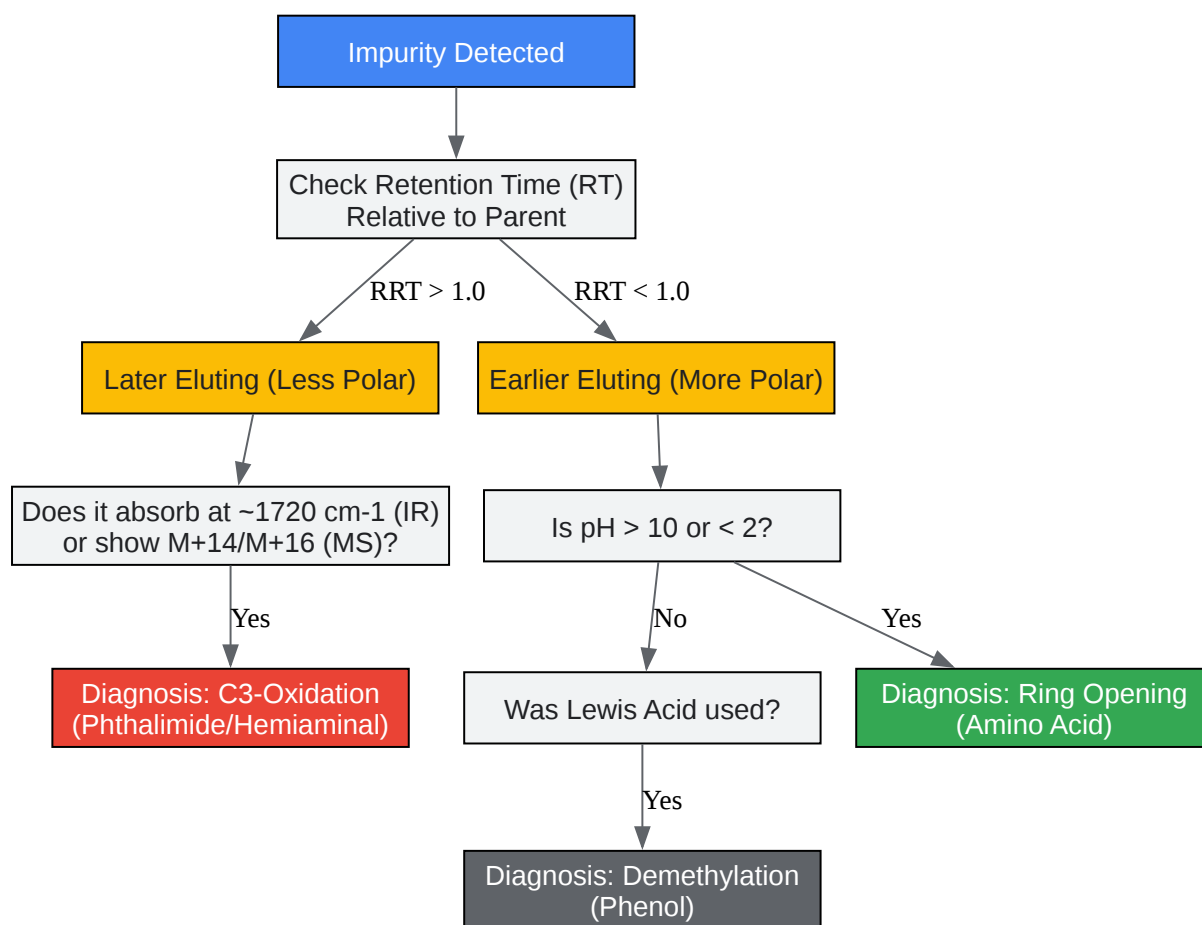 Impurity Detected
Check Retention Time (RT)
Relative to Parent
RRT > 1.0
RRT < 1.0
Later Eluting (Less Polar)
Earlier Eluting (More Polar)
Does it absorb at ~1720 cm-1 (IR)
or show M+14/M+16 (MS)?
Is pH > 10 or < 2?
Yes
No
Yes
Diagnosis: C3-Oxidation
(Phthalimide/Hemiaminal)
Was Lewis Acid used?
Diagnosis: Ring Opening
(Amino Acid)
Yes
Diagnosis: Demethylation
(Phenol)